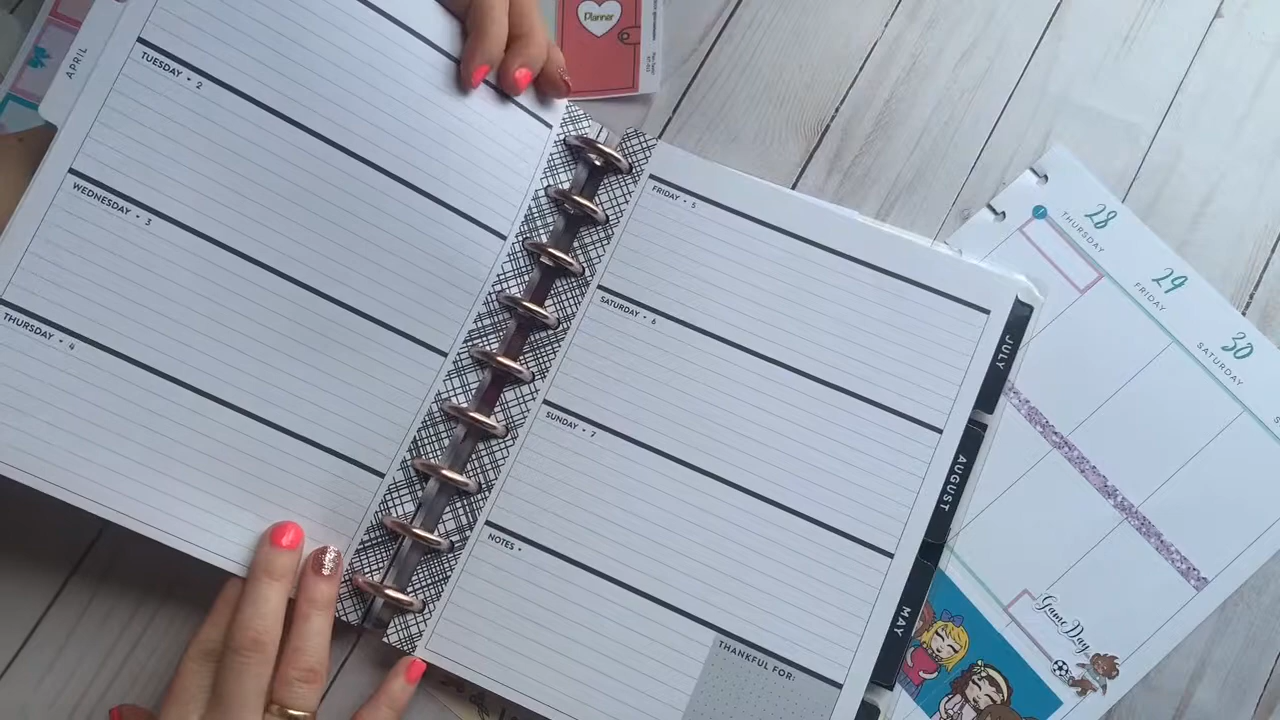 APRIL
TUESDAY • 2
WEDNESDAY • 3
THURSDAY • 4
Planner
FRIDAY • 5
SATURDAY • 6
SUNDAY • 7
NOTES •
THANKFUL FOR:
JULY
AUGUST
MAY
28
THURSDAY
29
FRIDAY
30
SATURDAY
Game Day